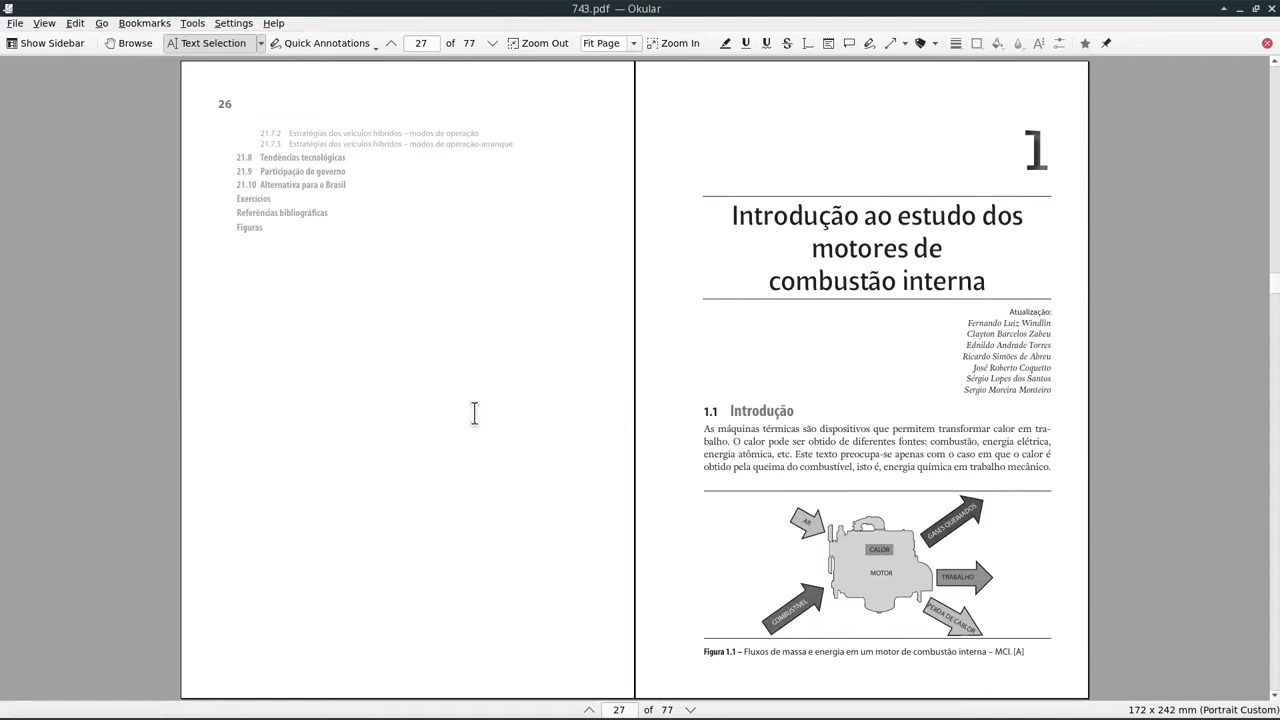 743.pdf — Okular
File View Edit Go Bookmarks Tools Settings Help
Show Sidebar Browse Text Selection Quick Annotations 27 of 77 Zoom Out Fit Page Zoom In
26
21.7.2 Estratégias dos veículos híbridos – modos de operação
21.7.3 Estratégias dos veículos híbridos – modos de operação-arranque
21.8 Tendências tecnológicas
21.9 Participação do governo
21.10 Alternativa para o Brasil
Exercícios
Referências bibliográficas
Figuras
1
Introdução ao estudo dos
motores de
combustão interna
Atualização:
Fernando Luiz Windlin
Clayton Barcelos Zabeu
Ednildo Andrade Torres
Ricardo Simões de Abreu
José Roberto Coquetto
Sérgio Lopes dos Santos
Sergio Moreira Monteiro
1.1 Introdução
As máquinas térmicas são dispositivos que permitem transformar calor em tra-
balho. O calor pode ser obtido de diferentes fontes: combustão, energia elétrica,
energia atômica, etc. Este texto preocupa-se apenas com o caso em que o calor é
obtido pela queima do combustível, isto é, energia química em trabalho mecânico.
AR
GASES QUEIMADOS
CALOR
MOTOR
TRABALHO
COMBUSTÍVEL
PERDA DE CARLOR
Figura 1.1 – Fluxos de massa e energia em um motor de combustão interna – MCI. [A]
27 of 77
172 x 242 mm (Portrait Custom)